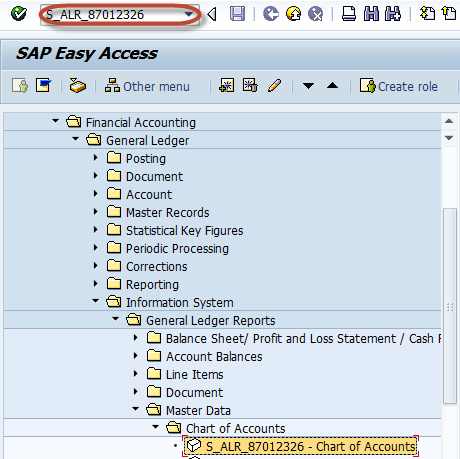 S_ALR_87012326
SAP Easy Access
Other menu
Create role
Financial Accounting
General Ledger
Posting
Document
Account
Master Records
Statistical Key Figures
Periodic Processing
Corrections
Reporting
Information System
General Ledger Reports
Balance Sheet/ Profit and Loss Statement / Cash F
Account Balances
Line Items
Document
Master Data
Chart of Accounts
S_ALR_87012326 - Chart of Accounts